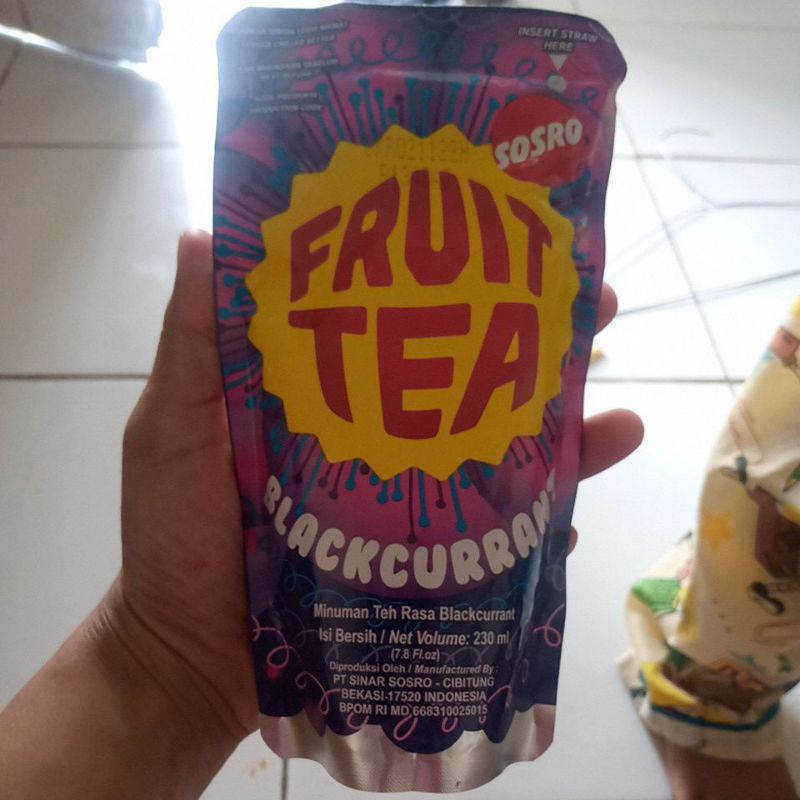 INSERT STRAW
HERE
SOSRO
FRUIT
TEA
BLACKCURRANT
Minuman Teh Rasa Blackcurrant
Isi Bersih / Net Volume: 230 ml
(7.8 Fl.oz)
Diproduksi Oleh / Manufactured By :
PT SINAR SOSRO - CIBITUNG
BEKASI-17520 INDONESIA
BPOM RI MD 668310025015